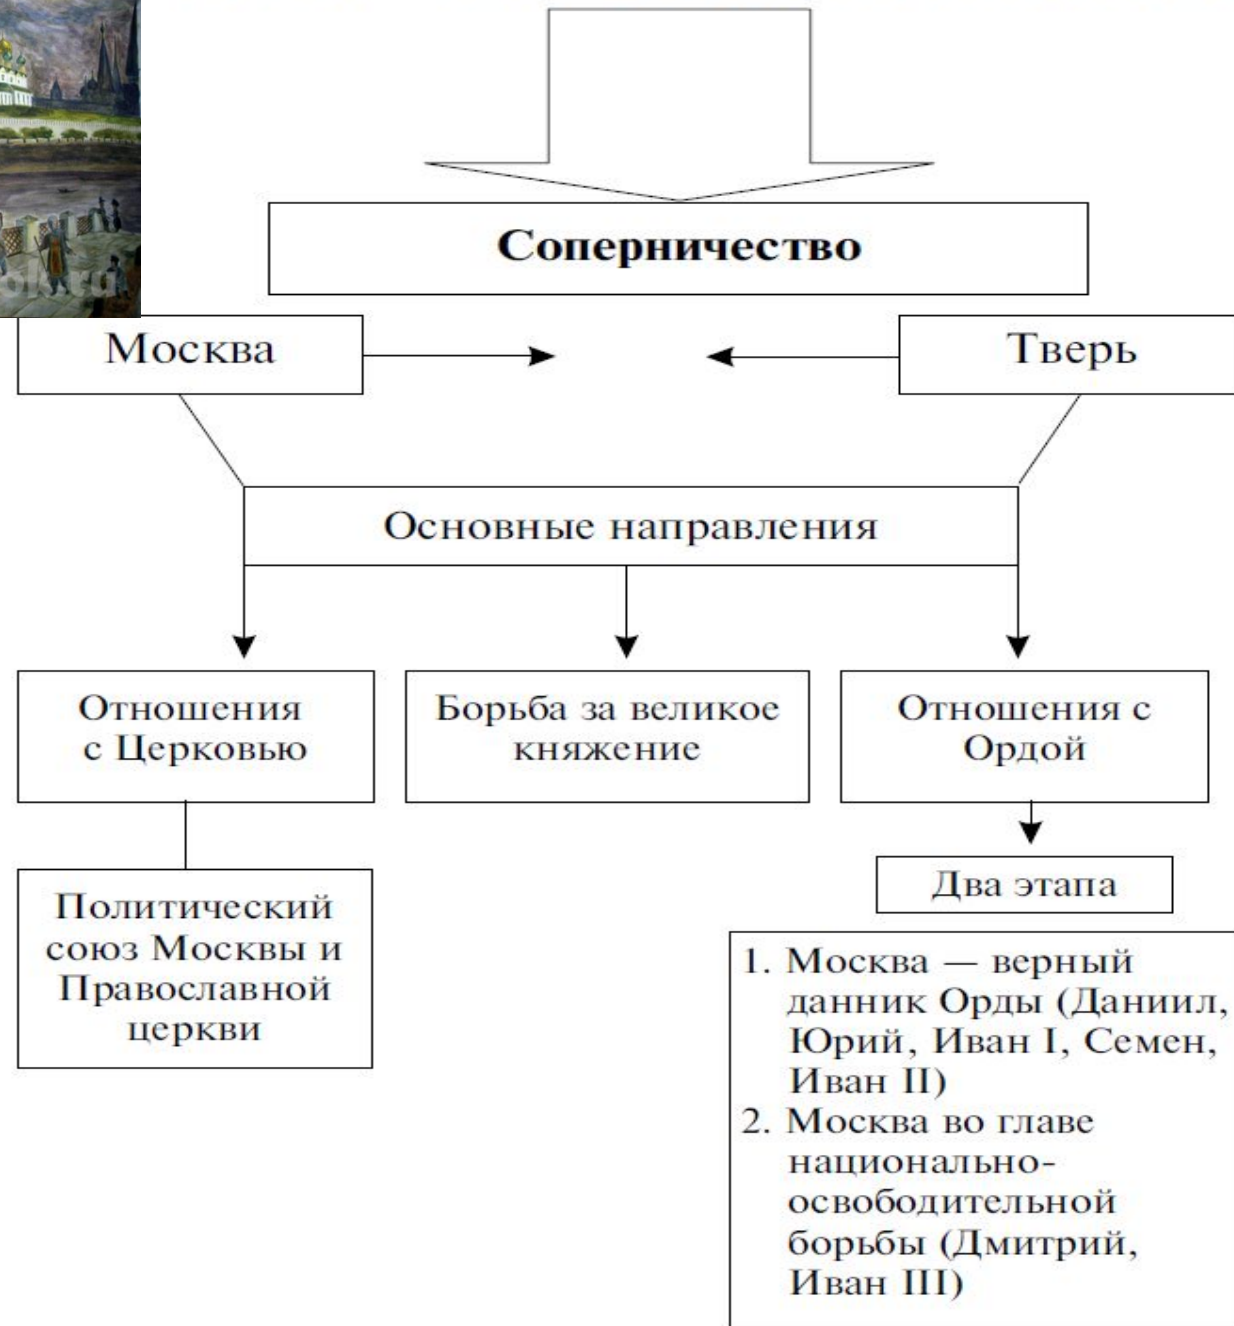 Соперничество
Москва
Тверь
Основные направления
Отношения
с Церковью
Борьба за великое
княжение
Отношения с
Ордой
Политический
союз Москвы и
Православной
церкви
Два этапа
1. Москва — верный
данник Орды (Даниил,
Юрий, Иван I, Семен,
Иван II)
2. Москва во главе
национально-
освободительной
борьбы (Дмитрий,
Иван III)